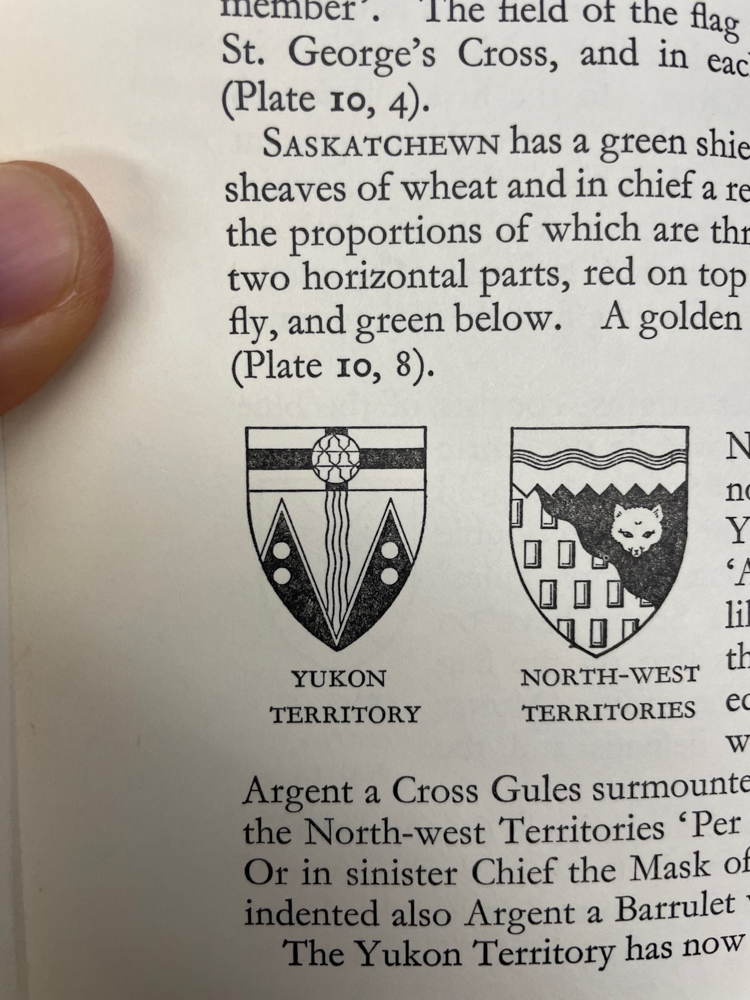 member'. The field of the flag
St. George's Cross, and in eac
(Plate 10, 4).
SASKATCHEWN has a green shie
sheaves of wheat and in chief a re
the proportions of which are thr
two horizontal parts, red on top
fly, and green below. A golden
(Plate 10, 8).
YUKON
TERRITORY
NORTH-WEST
TERRITORIES
N
no
Y
'A
lik
th
ec
w
Argent a Cross Gules surmounte
the North-west Territories 'Per
Or in sinister Chief the Mask of
indented also Argent a Barrulet
The Yukon Territory has now